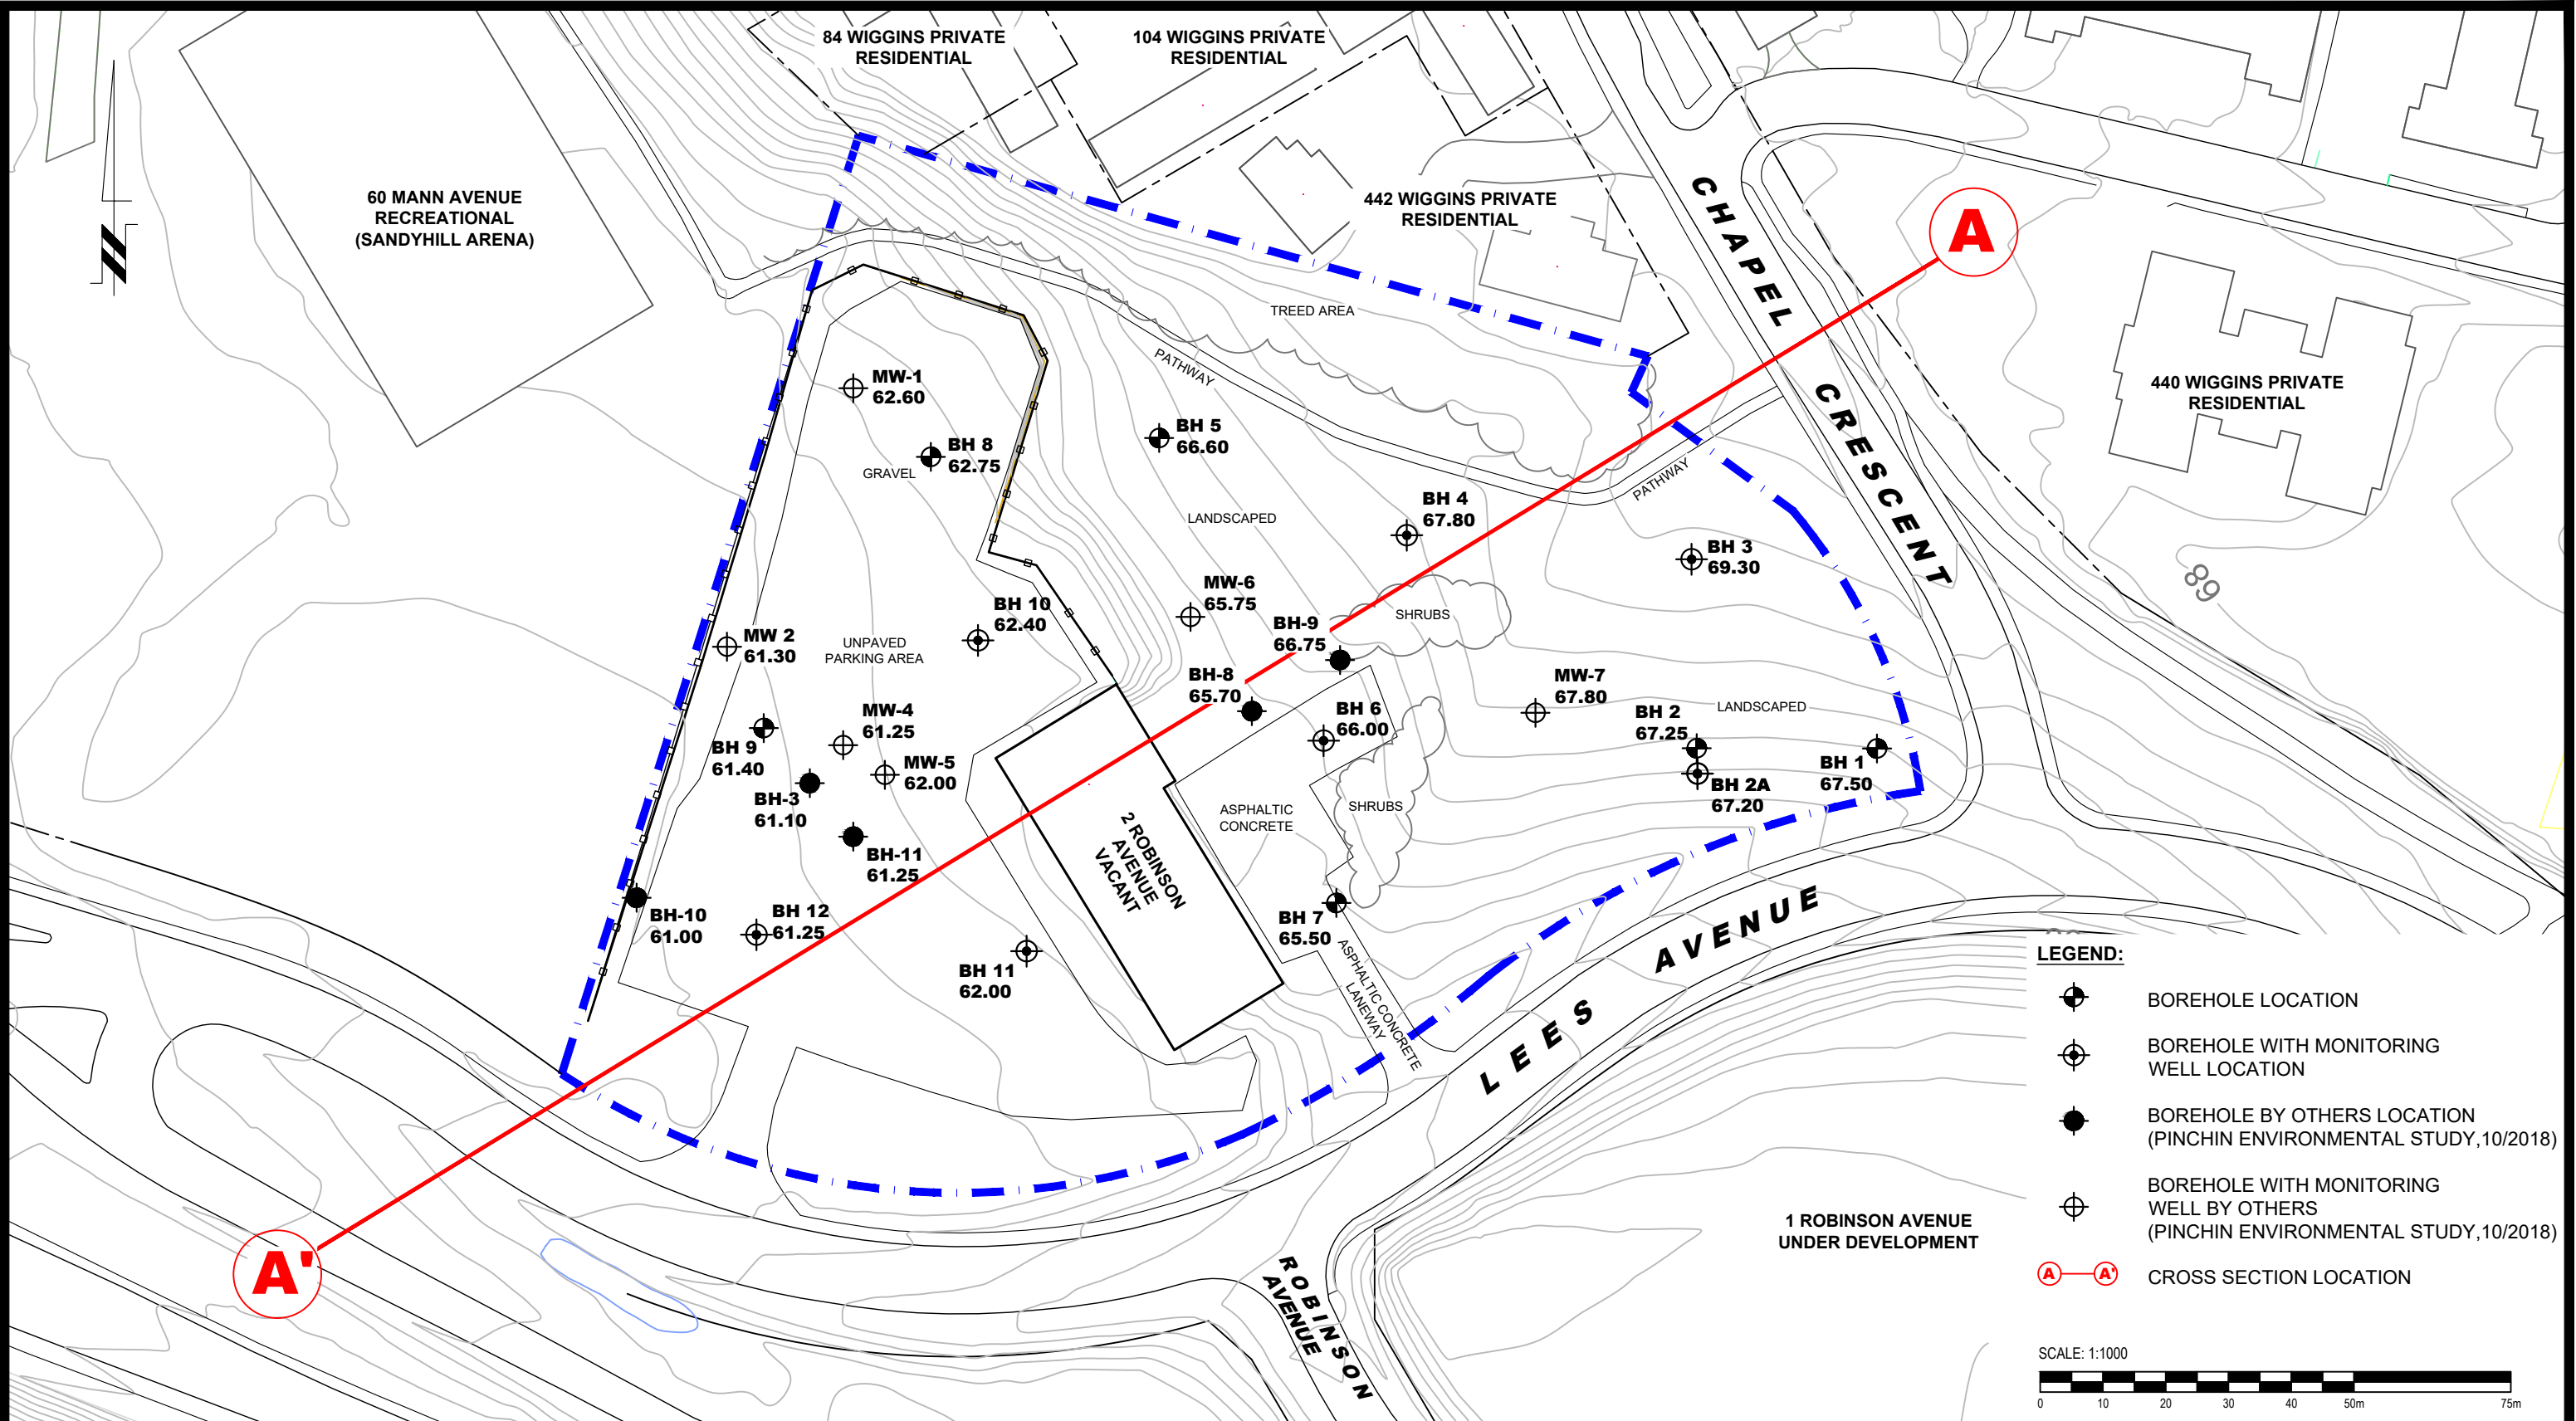 84 WIGGINS PRIVATE
RESIDENTIAL
104 WIGGINS PRIVATE
RESIDENTIAL
60 MANN AVENUE
RECREATIONAL
(SANDYHILL ARENA)
442 WIGGINS PRIVATE
RESIDENTIAL
CHAPEL CRESCENT
A
TREED AREA
PATHWAY
440 WIGGINS PRIVATE
RESIDENTIAL
MW-1
62.60
BH 5
66.60
BH 8
62.75
GRAVEL
PATHWAY
BH 4
67.80
LANDSCAPED
BH 3
69.30
89
MW-6
65.75
BH 10
62.40
SHRUBS
BH-9
66.75
MW 2
61.30
UNPAVED
PARKING AREA
BH-8
65.70
MW-7
67.80
LANDSCAPED
BH 6
66.00
BH 2
67.25
MW-4
61.25
BH 9
61.40
MW-5
62.00
BH 1
67.50
BH 2A
67.20
BH-3
61.10
SHRUBS
ASPHALTIC
CONCRETE
2 ROBINSON
AVENUE
VACANT
BH-11
61.25
BH-10
61.00
BH 12
61.25
BH 7
65.50
BH 11
62.00
ASPHALTIC CONCRETE
LANEWAY
LEES AVENUE
LEGEND:
BOREHOLE LOCATION
BOREHOLE WITH MONITORING
WELL LOCATION
BOREHOLE BY OTHERS LOCATION
(PINCHIN ENVIRONMENTAL STUDY,10/2018)
BOREHOLE WITH MONITORING
WELL BY OTHERS
(PINCHIN ENVIRONMENTAL STUDY,10/2018)
A A' CROSS SECTION LOCATION
1 ROBINSON AVENUE
UNDER DEVELOPMENT
A'
ROBINSON
AVENUE
SCALE: 1:1000
0 10 20 30 40 50m 75m